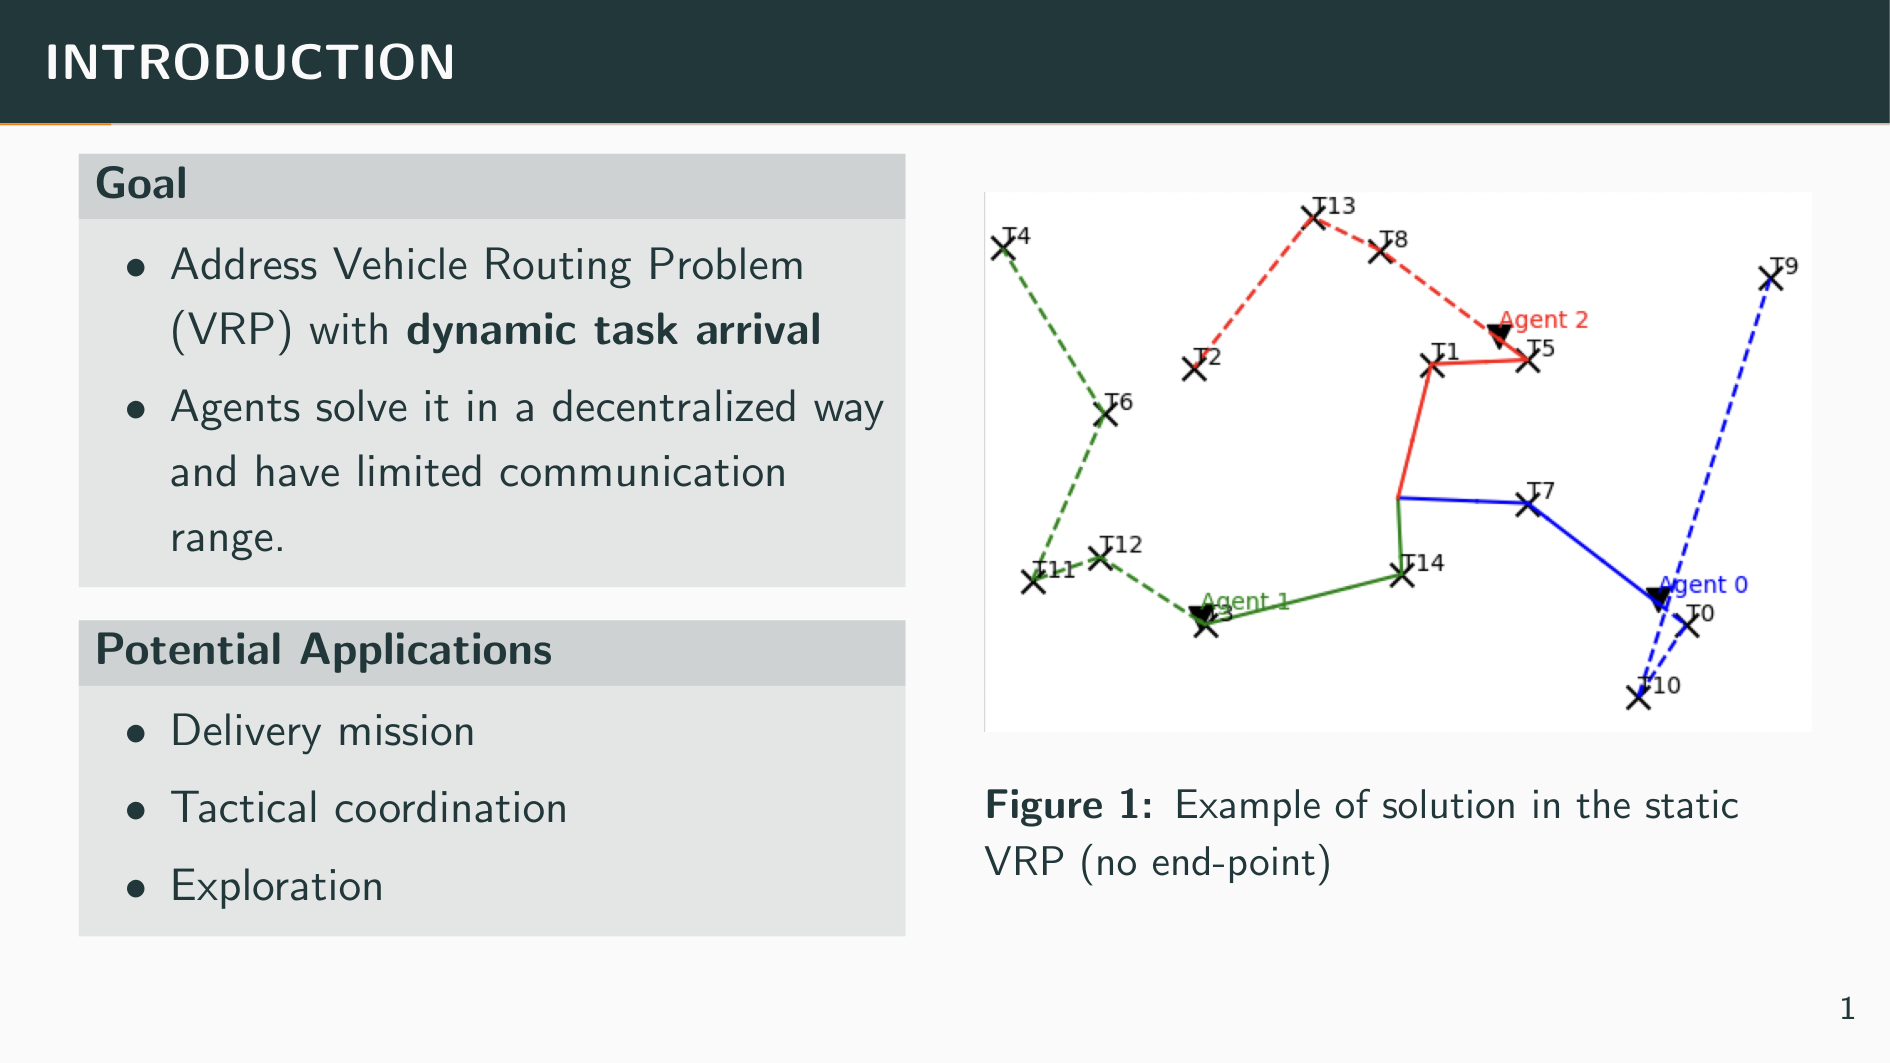 INTRODUCTION
Goal
• Address Vehicle Routing Problem
(VRP) with dynamic task arrival
• Agents solve it in a decentralized way
and have limited communication
range.
Potential Applications
• Delivery mission
• Tactical coordination
• Exploration
T13
T4
T8
T9
Agent 2
T5
T1
T2
T6
T7
T12
T14
T11
Agent 0
Agent 1
T0
T10
Figure 1: Example of solution in the static
VRP (no end-point)
1